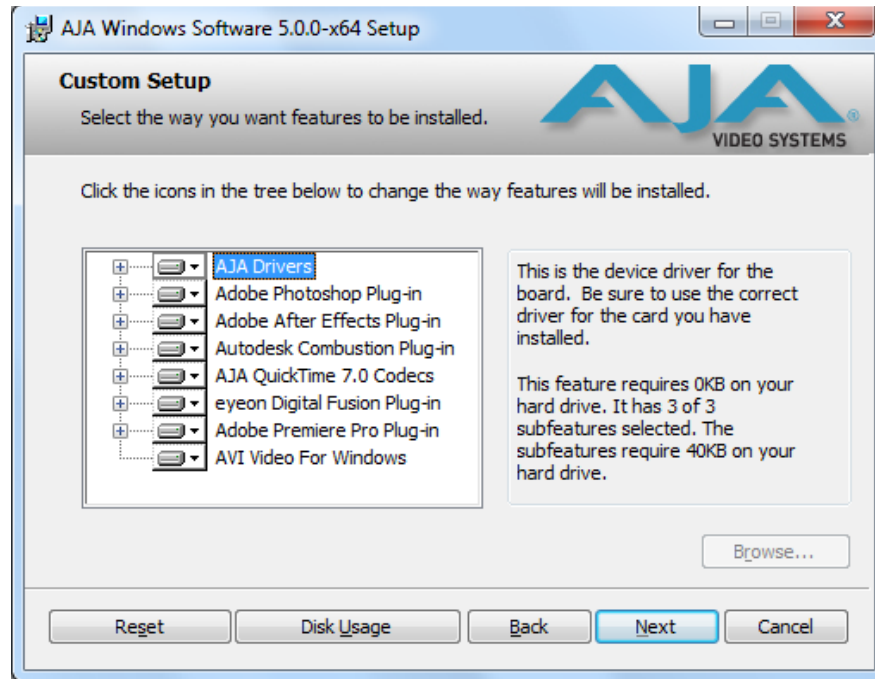 AJA Windows Software 5.0.0-x64 Setup
Custom Setup
Select the way you want features to be installed.
AJA®
VIDEO SYSTEMS
Click the icons in the tree below to change the way features will be installed.
AJA Drivers
Adobe Photoshop Plug-in
Adobe After Effects Plug-in
Autodesk Combustion Plug-in
AJA QuickTime 7.0 Codecs
eyeon Digital Fusion Plug-in
Adobe Premiere Pro Plug-in
AVI Video For Windows
This is the device driver for the
board.  Be sure to use the correct
driver for the card you have
installed.
This feature requires 0KB on your
hard drive. It has 3 of 3
subfeatures selected. The
subfeatures require 40KB on your
hard drive.
Browse...
Reset
Disk Usage
Back
Next
Cancel